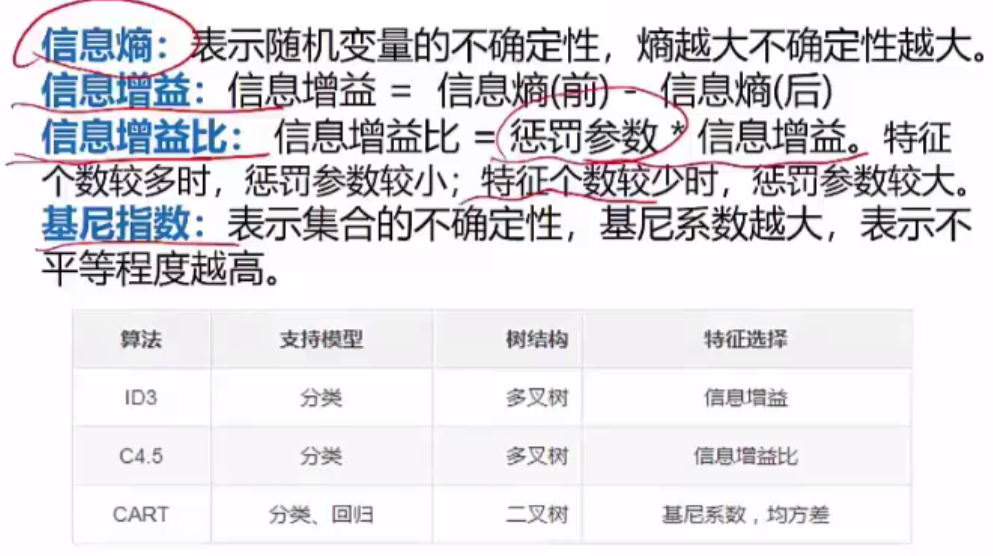 信息熵：表示随机变量的不确定性，熵越大不确定性越大。
信息增益：信息增益 = 信息熵(前) - 信息熵(后)
信息增益比：信息增益比 = 惩罚参数 * 信息增益。特征
个数较多时，惩罚参数较小；特征个数较少时，惩罚参数较大。
基尼指数：表示集合的不确定性，基尼系数越大，表示不
平等程度越高。
算法 支持模型 树结构 特征选择
ID3 分类 多叉树 信息增益
C4.5 分类 多叉树 信息增益比
CART 分类、回归 二叉树 基尼系数，均方差